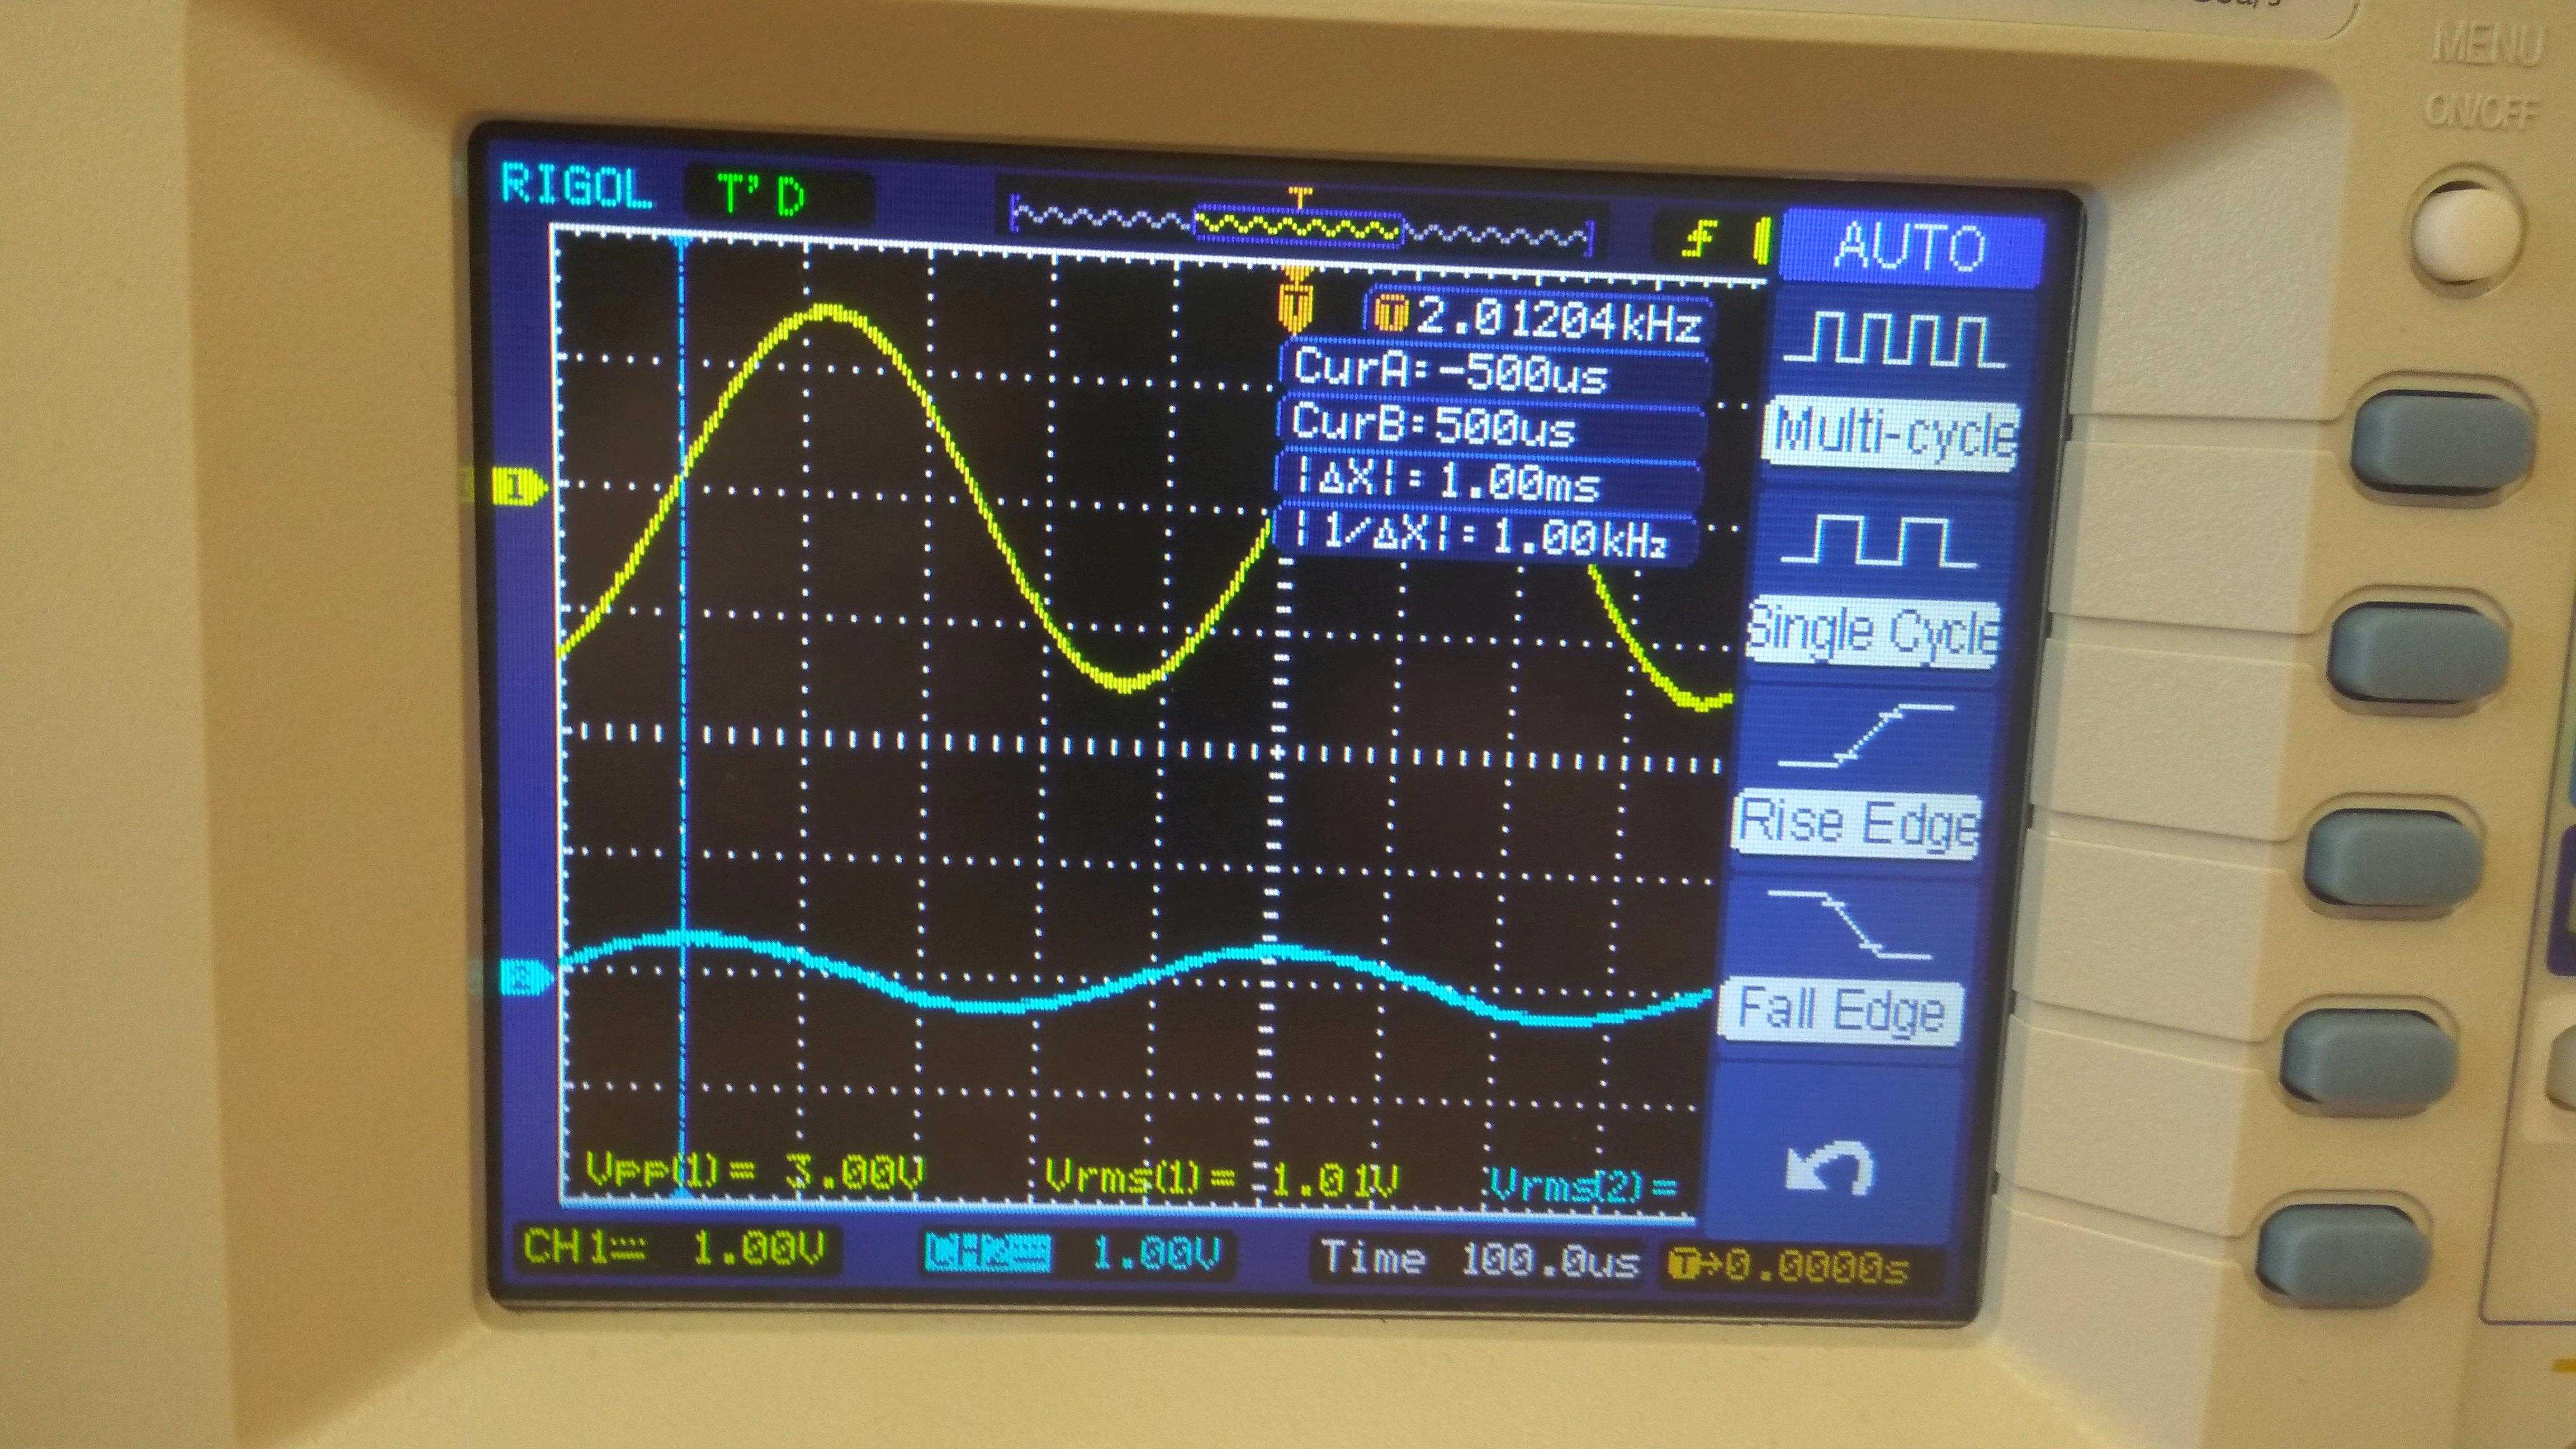 MENU
ON/OFF
RIGOL T'D
T
AUTO
T 2.01204kHz
CurA:-500us
CurB:500us
|ΔX|: 1.00ms
|1/ΔX|: 1.00kHz
Multi-cycle
1
Single Cycle
Rise Edge
2
Fall Edge
Vpp(1)= 3.00V Vrms(1)= 1.01V Vrms(2)=
CH1 1.00V CH2 1.00V Time 100.0us T→0.0000s